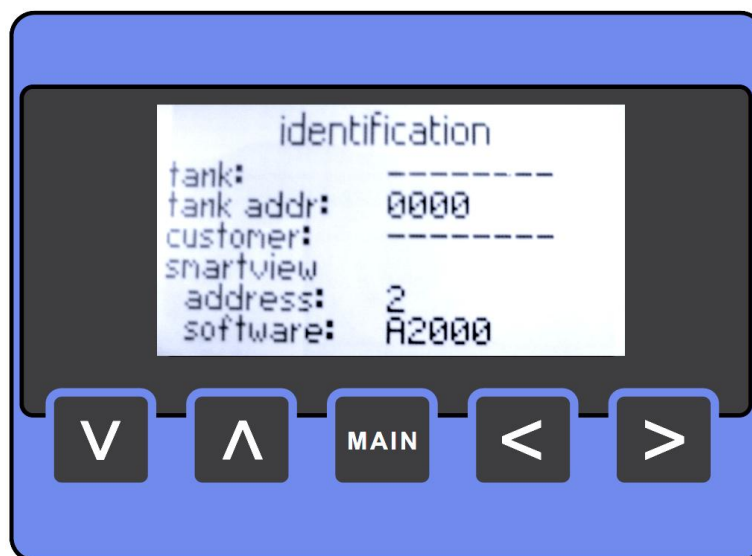 identification
tank: --------
tank addr: 0000
customer: --------
smartview
address: 2
software: A2000
V Λ MAIN < >